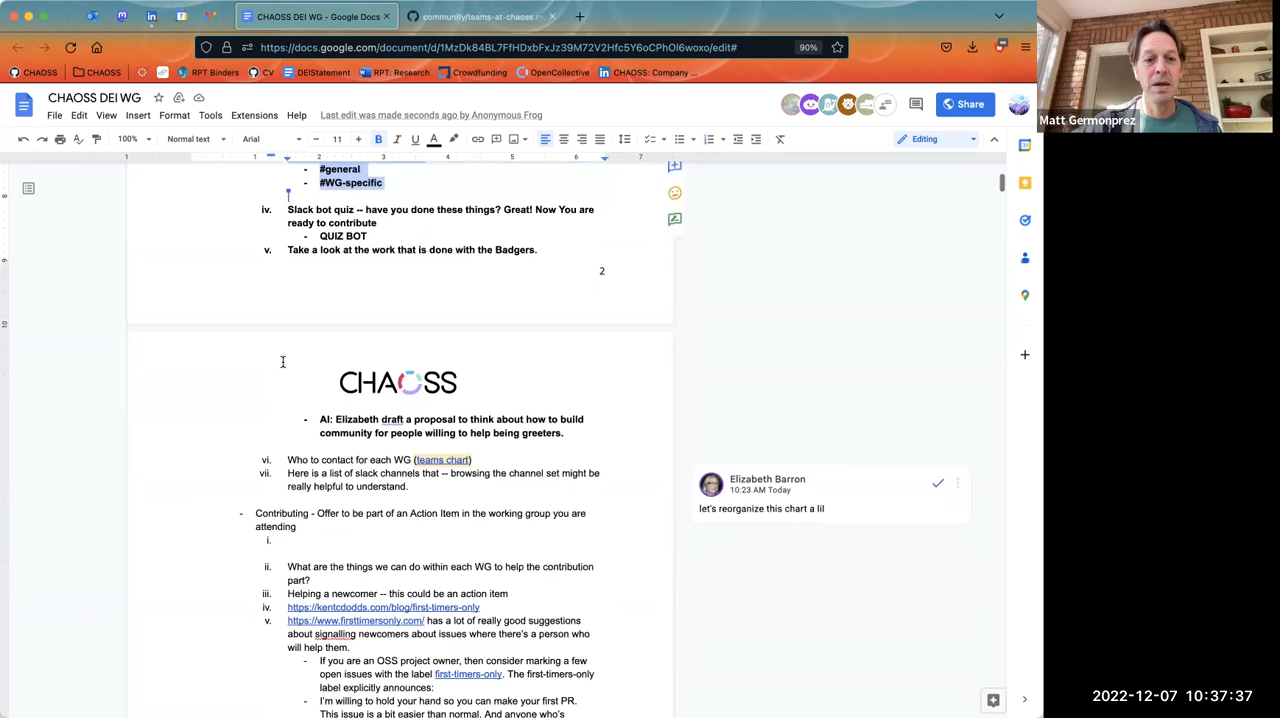 CHAOSS DEI WG - Google Docs
community/teams-at-chaoss.m
https://docs.google.com/document/d/1MzDk84BL7FfHDxbFxJz39M72V2Hfc5Y6oCPhOl6woxo/edit#
90%
CHAOSS
CHAOSS
RPT Binders
CV
DEIStatement
RPT: Research
Crowdfunding
OpenCollective
CHAOSS: Company ...
CHAOSS DEI WG
File Edit View Insert Format Tools Extensions Help Last edit was made seconds ago by Anonymous Frog
Share
100% Normal text Arial 11 Editing
1 1 2 3 4 5 6 7
- #general
- #WG-specific
iv. Slack bot quiz -- have you done these things? Great! Now You are
ready to contribute
- QUIZ BOT
v. Take a look at the work that is done with the Badgers.
2
CHAOSS
- AI: Elizabeth draft a proposal to think about how to build
community for people willing to help being greeters.
vi. Who to contact for each WG (teams chart)
vii. Here is a list of slack channels that -- browsing the channel set might be
really helpful to understand.
- Contributing - Offer to be part of an Action Item in the working group you are
attending
i.
ii. What are the things we can do within each WG to help the contribution
part?
iii. Helping a newcomer -- this could be an action item
iv. https://kentcdodds.com/blog/first-timers-only
v. https://www.firsttimersonly.com/ has a lot of really good suggestions
about signalling newcomers about issues where there's a person who
will help them.
- If you are an OSS project owner, then consider marking a few
open issues with the label first-timers-only. The first-timers-only
label explicitly announces:
- I'm willing to hold your hand so you can make your first PR.
This issue is a bit easier than normal. And anyone who's
Elizabeth Barron
10:23 AM Today
let's reorganize this chart a lil
Matt Germonprez
2022-12-07 10:37:37